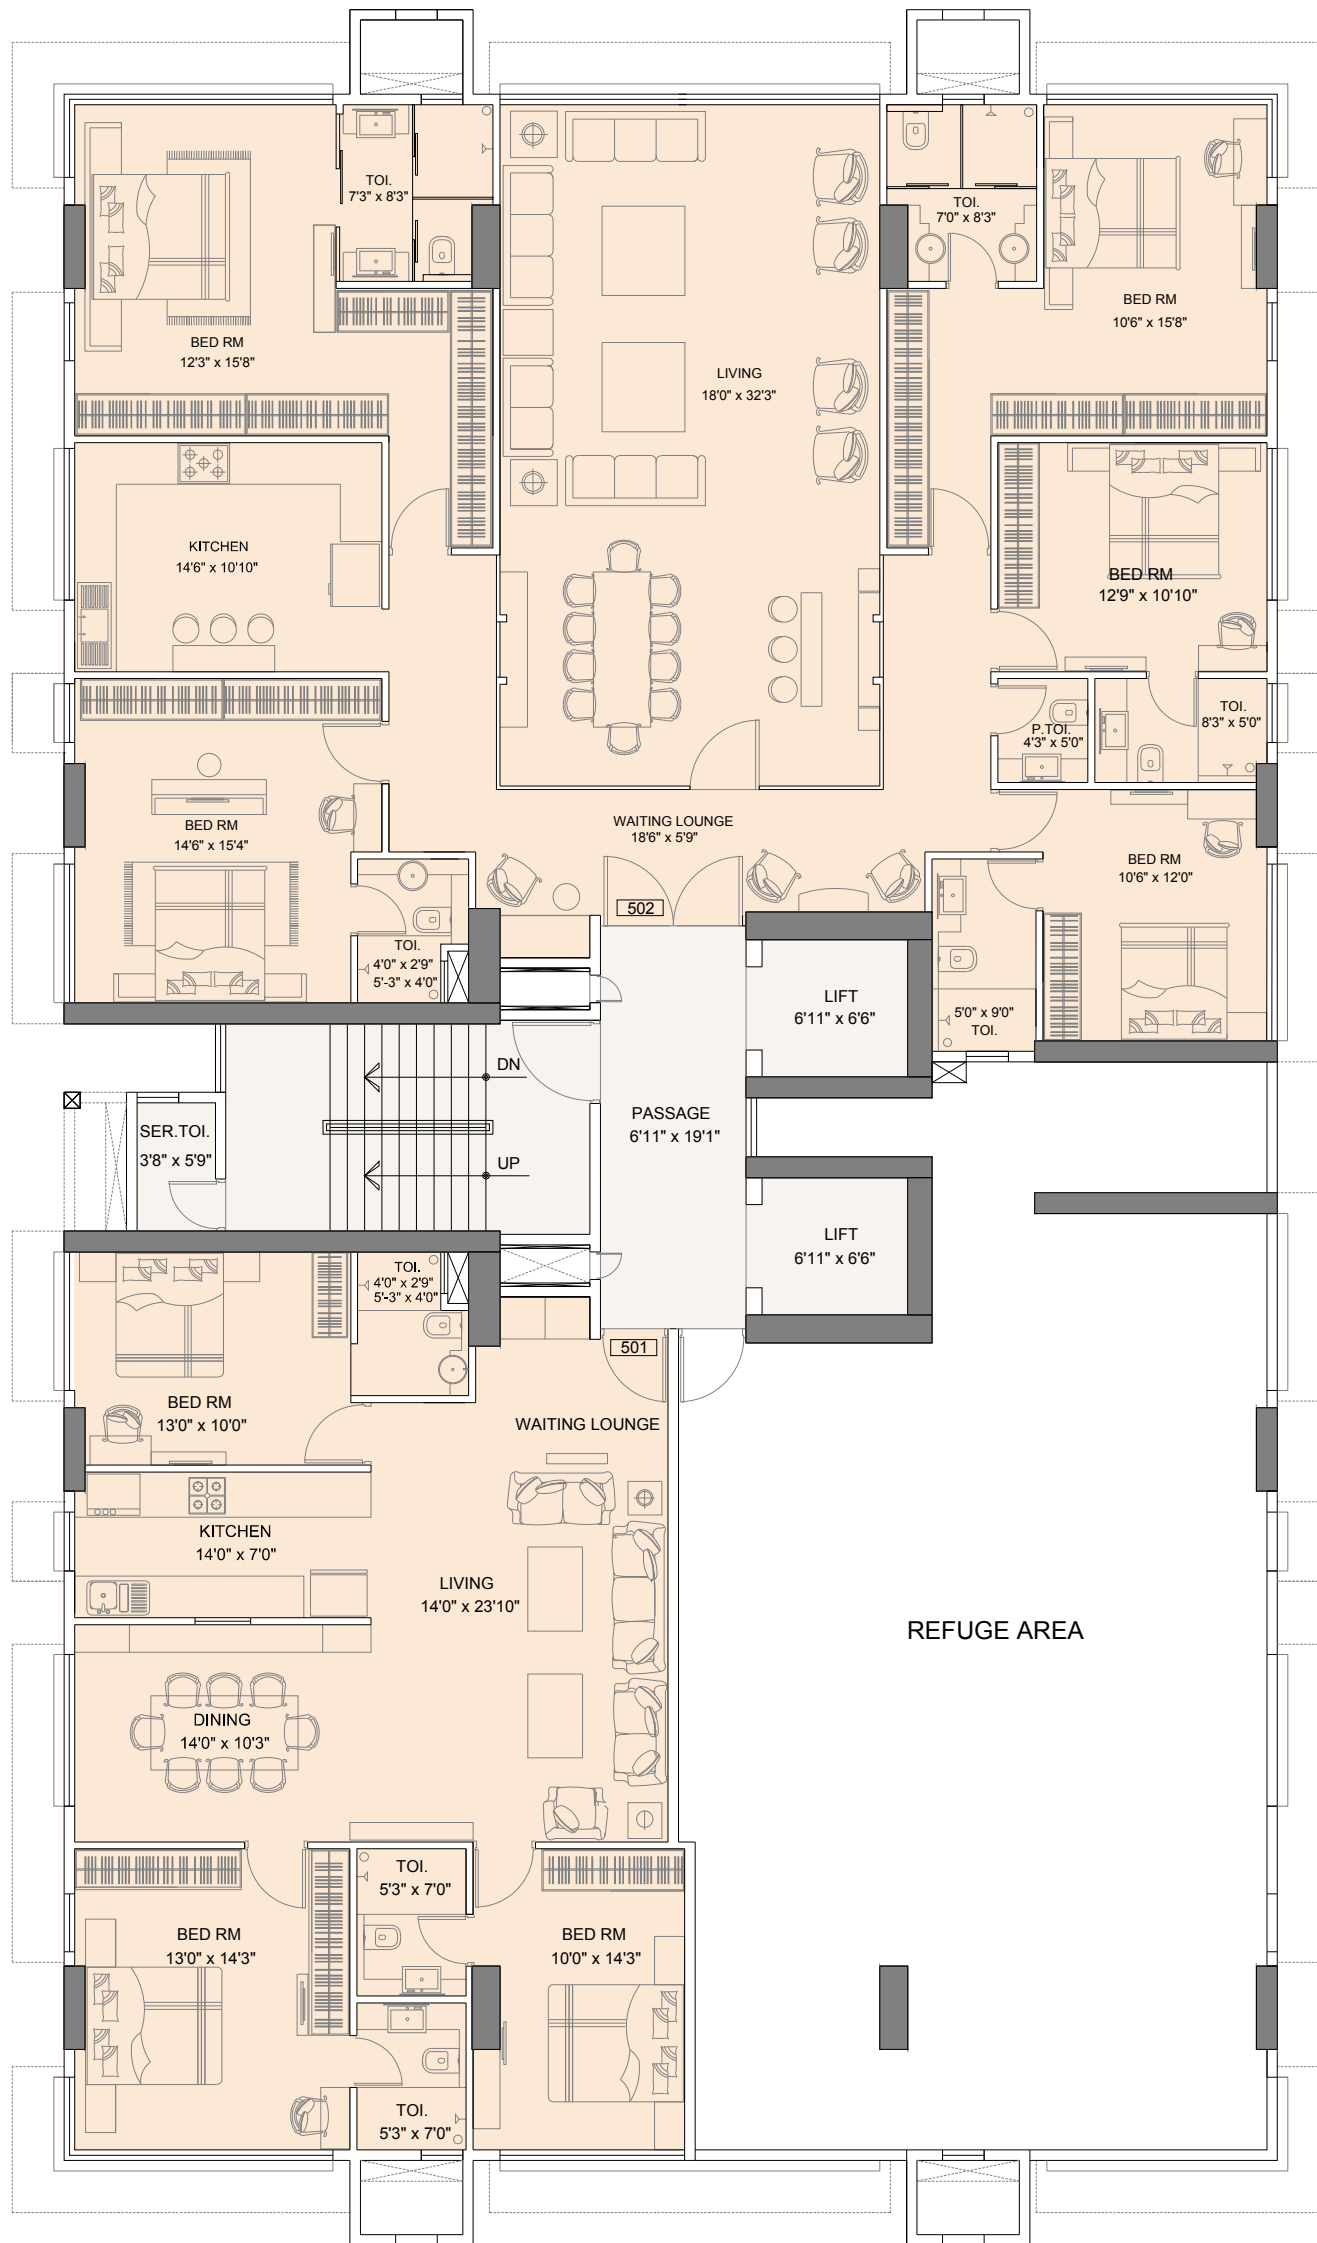 TOI.
7'3" x 8'3"
TOI.
7'0" x 8'3"
BED RM
10'6" x 15'8"
BED RM
12'3" x 15'8"
LIVING
18'0" x 32'3"
KITCHEN
14'6" x 10'10"
BED RM
12'9" x 10'10"
TOI.
8'3" x 5'0"
P.TOI.
4'3" x 5'0"
BED RM
14'6" x 15'4"
WAITING LOUNGE
18'6" x 5'9"
BED RM
10'6" x 12'0"
502
TOI.
4'0" x 2'9"
5'-3" x 4'0"
LIFT
6'11" x 6'6"
5'0" x 9'0"
TOI.
DN
PASSAGE
6'11" x 19'1"
SER.TOI.
3'8" x 5'9"
UP
LIFT
6'11" x 6'6"
TOI.
4'0" x 2'9"
5'-3" x 4'0"
501
BED RM
13'0" x 10'0"
WAITING LOUNGE
KITCHEN
14'0" x 7'0"
LIVING
14'0" x 23'10"
REFUGE AREA
DINING
14'0" x 10'3"
TOI.
5'3" x 7'0"
BED RM
13'0" x 14'3"
BED RM
10'0" x 14'3"
TOI.
5'3" x 7'0"